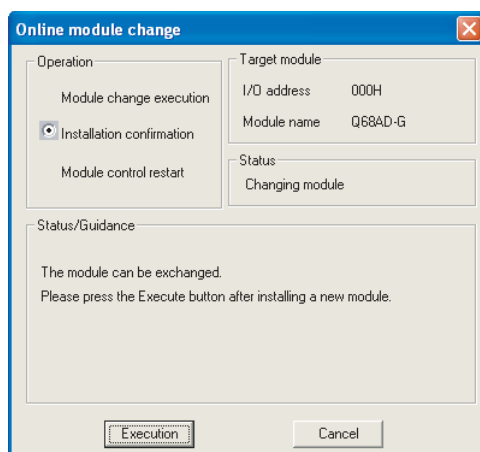 Online module change
Operation
Module change execution
Installation confirmation
Module control restart
Target module
I/O address 000H
Module name Q68AD-G
Status
Changing module
Status/Guidance
The module can be exchanged.
Please press the Execute button after installing a new module.
Execution Cancel